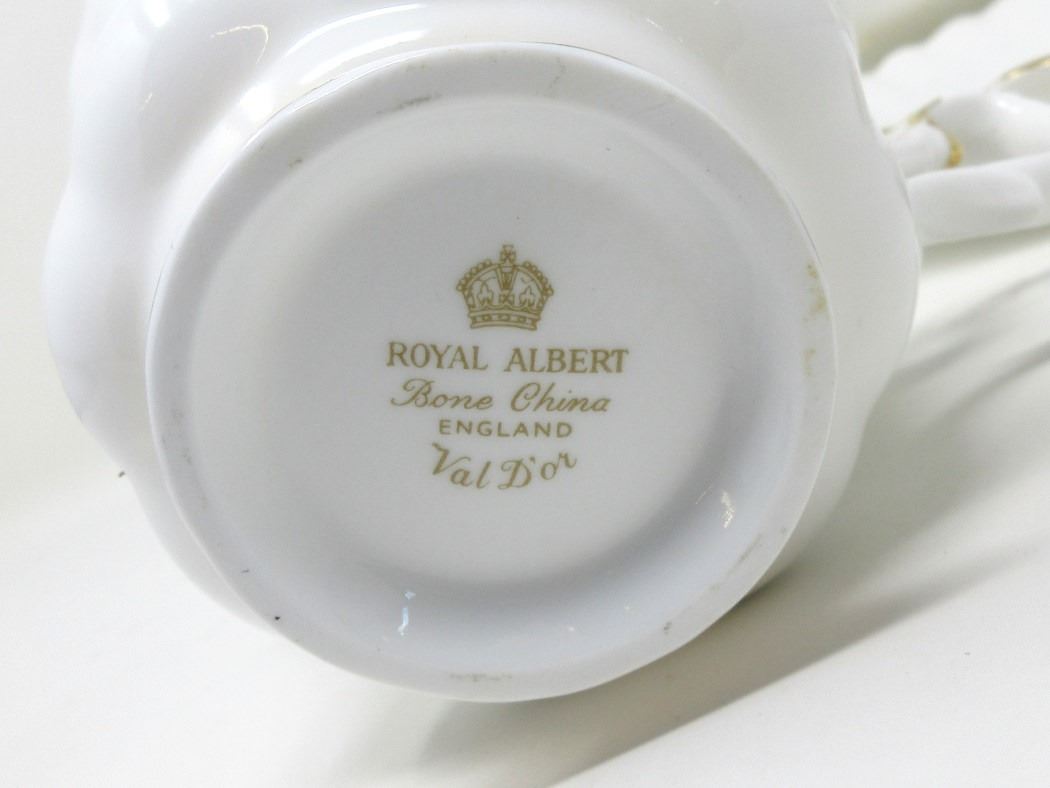 ROYAL ALBERT
Bone China
ENGLAND
Val D'or